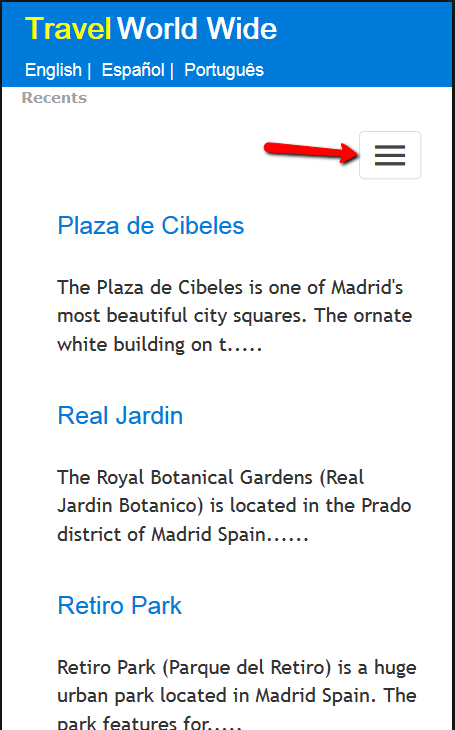 Travel World Wide
English | Español | Português
Recents
Plaza de Cibeles
The Plaza de Cibeles is one of Madrid's
most beautiful city squares. The ornate
white building on t.....
Real Jardin
The Royal Botanical Gardens (Real
Jardin Botanico) is located in the Prado
district of Madrid Spain......
Retiro Park
Retiro Park (Parque del Retiro) is a huge
urban park located in Madrid Spain. The
park features for.....